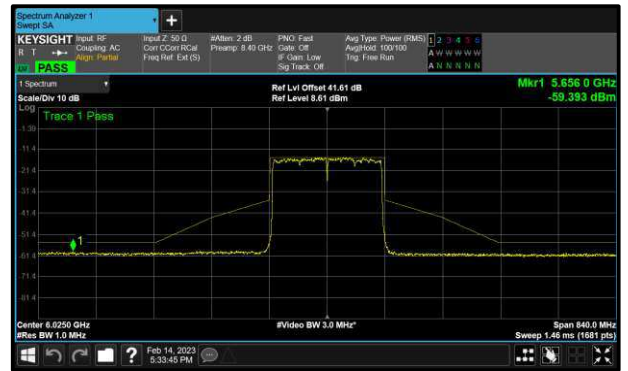 Spectrum Analyzer 1
Swept SA
+
KEYSIGHT Input: RF Input Z: 50 Ω #Atten: 2 dB PNO: Fast Avg Type: Power (RMS) 1 2 3 4 5 6
R T Coupling: AC Corr CCorr RCal Preamp: 8.40 GHz Gate: Off Avg|Hold: 100/100 A W W W W W
Align: Partial Freq Ref: Ext (S) IF Gain: Low Trig: Free Run
PASS Sig Track: Off A N N N N N
1 Spectrum Ref Lvl Offset 41.61 dB Mkr1 5.656 0 GHz
Scale/Div 10 dB Ref Level 8.61 dBm -59.393 dBm
Log
Trace 1 Pass
-1.39
-11.4
-21.4
-31.4
-41.4
-51.4
1
-61.4
-71.4
-81.4
Center 6.0250 GHz #Video BW 3.0 MHz* Span 840.0 MHz
#Res BW 1.0 MHz Sweep 1.46 ms (1681 pts)
? Feb 14, 2023
5:33:45 PM